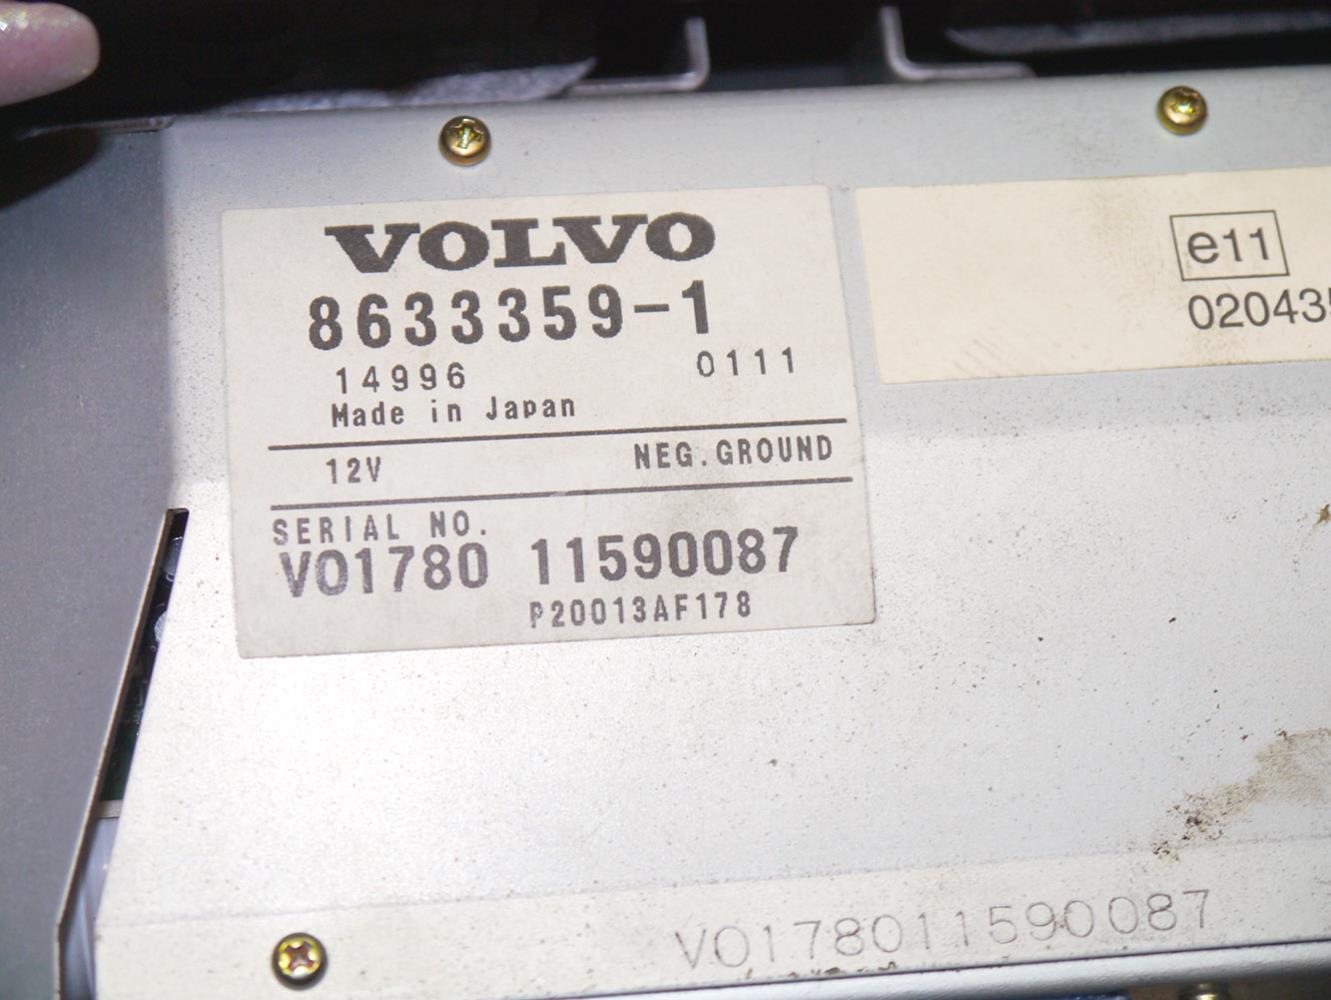 VOLVO
8633359-1
14996 0111
Made in Japan
12V NEG.GROUND
SERIAL NO.
VO1780 11590087
P20013AF178
e11
020435
VO178011590087